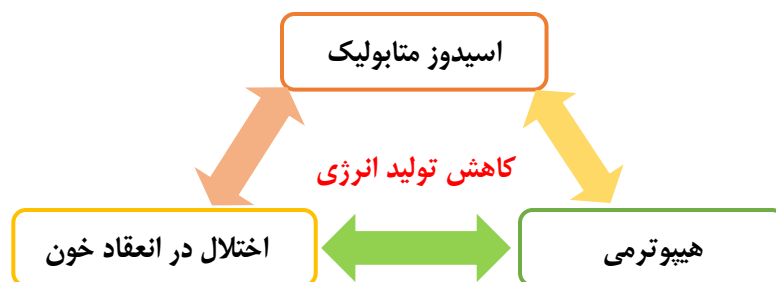 اسیدوز متابولیک
کاهش تولید انرژی
هیپوترمی
اختلال در انعقاد خون